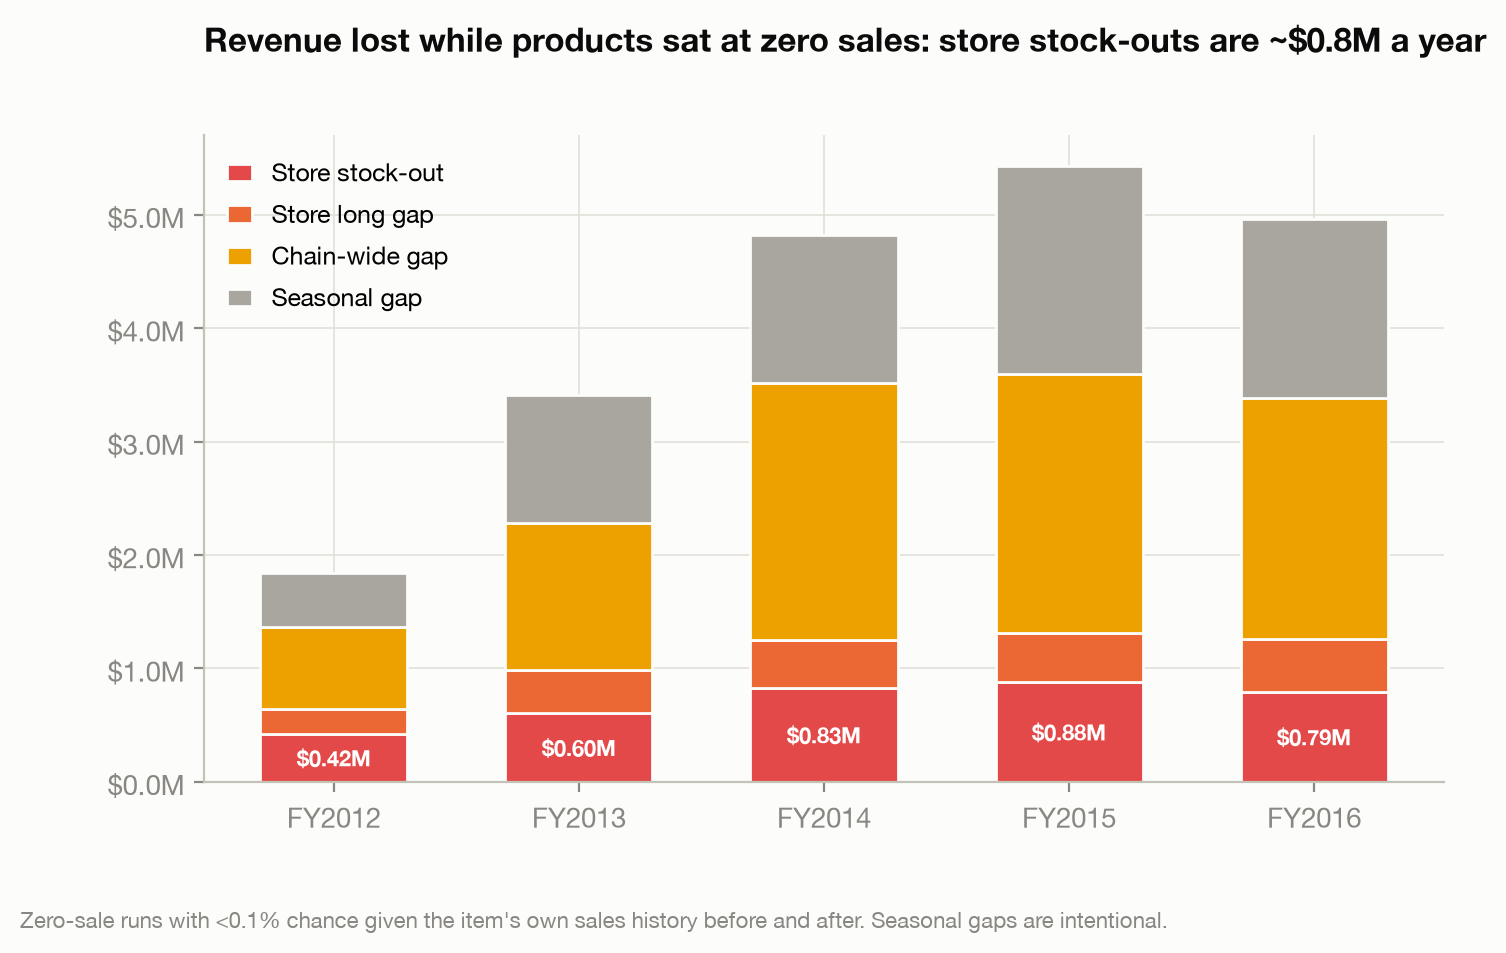 Revenue lost while products sat at zero sales: store stock-outs are ~$0.8M a year
Store stock-out
Store long gap
Chain-wide gap
Seasonal gap
$5.0M
$4.0M
$3.0M
$2.0M
$1.0M
$0.0M
$0.42M
$0.60M
$0.83M
$0.88M
$0.79M
FY2012
FY2013
FY2014
FY2015
FY2016
Zero-sale runs with <0.1% chance given the item's own sales history before and after. Seasonal gaps are intentional.